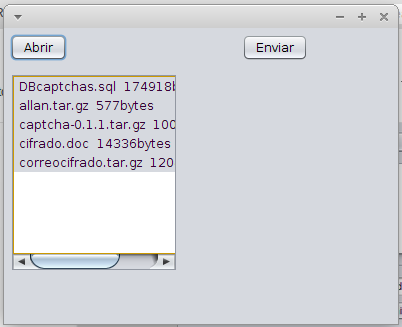 Abrir
Enviar
DBcaptchas.sql 174918
allan.tar.gz 577bytes
captcha-0.1.1.tar.gz 100
cifrado.doc 14336bytes
correocifrado.tar.gz 120